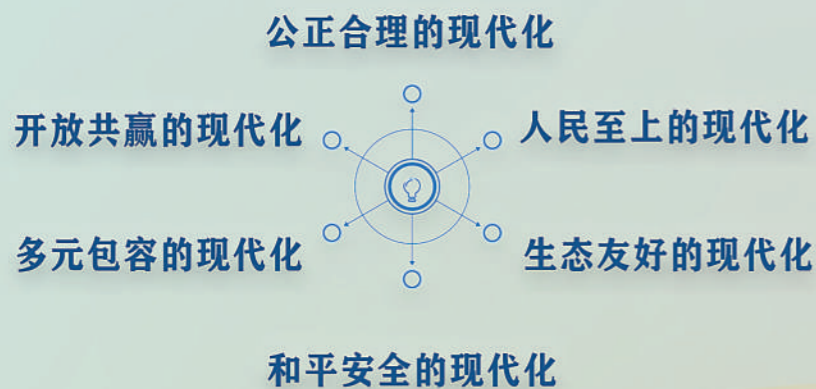 公正合理的现代化
开放共赢的现代化
人民至上的现代化
多元包容的现代化
生态友好的现代化
和平安全的现代化